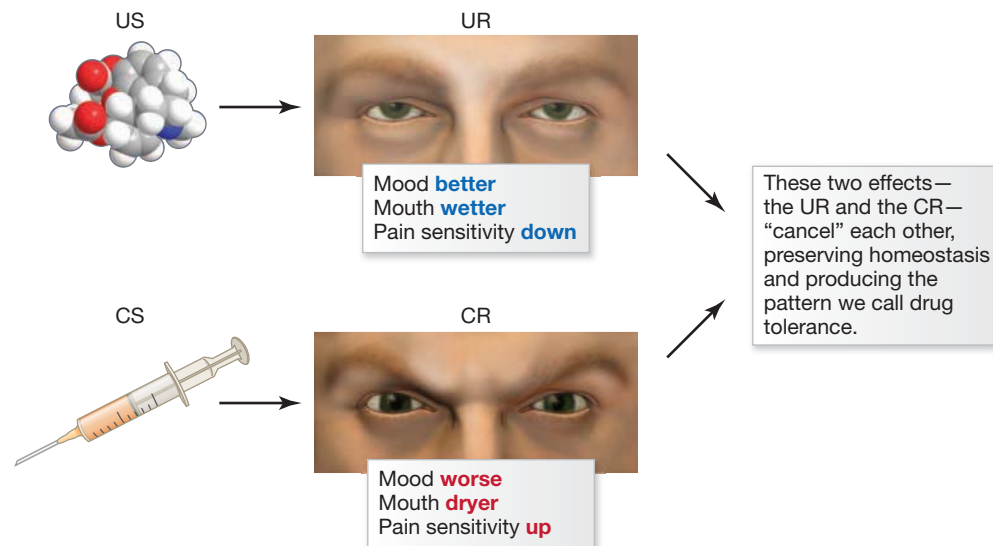 US
UR
Mood better
Mouth wetter
Pain sensitivity down
These two effects—
the UR and the CR—
“cancel” each other,
preserving homeostasis
and producing the
pattern we call drug
tolerance.
CS
CR
Mood worse
Mouth dryer
Pain sensitivity up